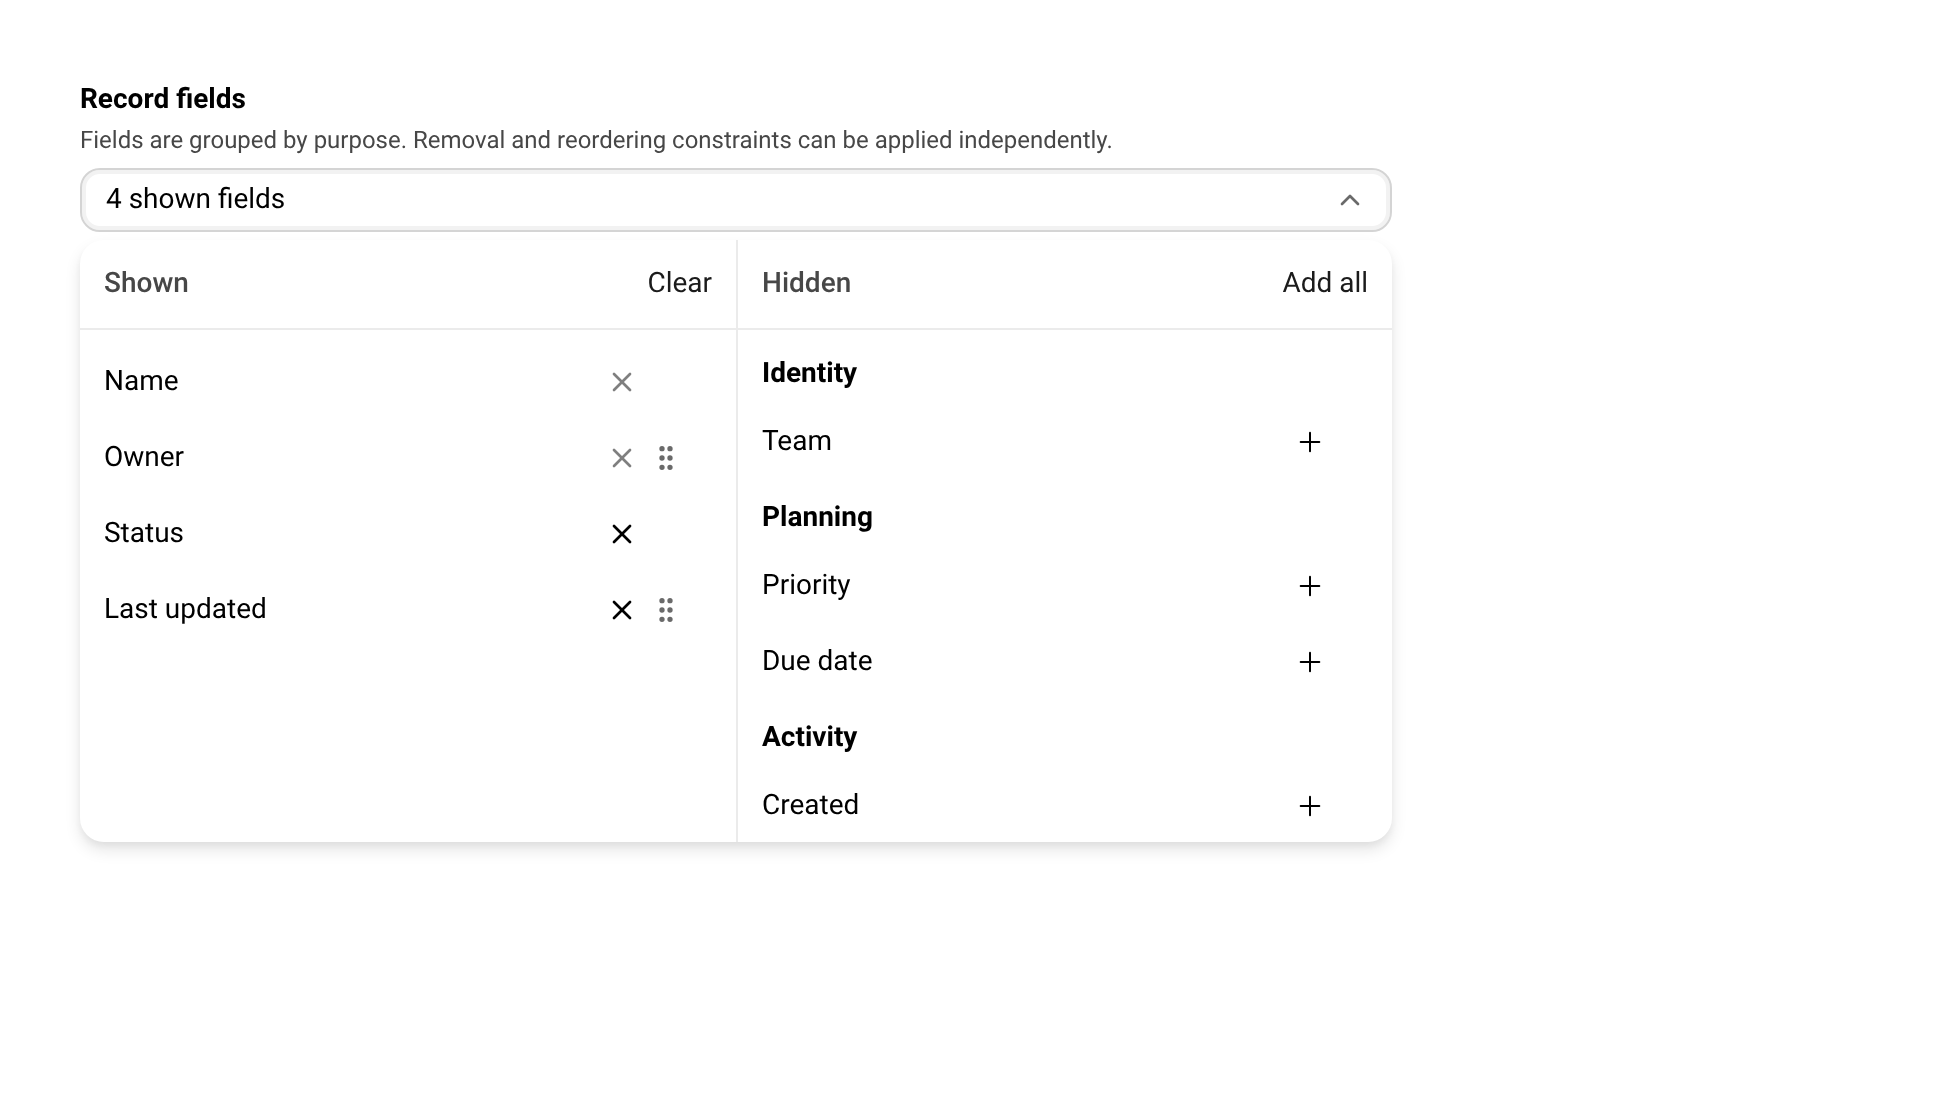 Record fields
Fields are grouped by purpose. Removal and reordering constraints can be applied independently.
4 shown fields
Shown
Clear
Name
Owner
Status
Last updated
Hidden
Add all
Identity
Team
Planning
Priority
Due date
Activity
Created